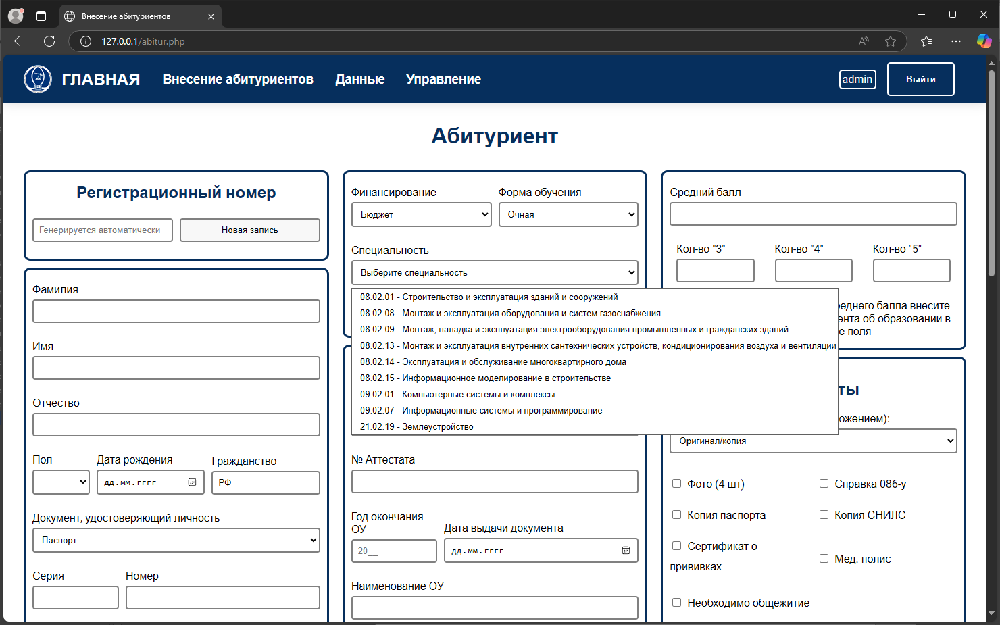 Внесение абитуриентов
127.0.0.1/abitur.php
ГЛАВНАЯ
Внесение абитуриентов
Данные
Управление
admin
Выйти
Абитуриент
Регистрационный номер
Генерируется автоматически
Новая запись
Фамилия
Имя
Отчество
Пол
Дата рождения
Гражданство
дд.мм.гггг
РФ
Документ, удостоверяющий личность
Паспорт
Серия
Номер
Финансирование
Форма обучения
Бюджет
Очная
Специальность
Выберите специальность
08.02.01 - Строительство и эксплуатация зданий и сооружений
08.02.08 - Монтаж и эксплуатация оборудования и систем газоснабжения
08.02.09 - Монтаж, наладка и эксплуатация электрооборудования промышленных и гражданских зданий
08.02.13 - Монтаж и эксплуатация внутренних сантехнических устройств, кондиционирования воздуха и вентиляции
08.02.14 - Эксплуатация и обслуживание многоквартирного дома
08.02.15 - Информационное моделирование в строительстве
09.02.01 - Компьютерные системы и комплексы
09.02.07 - Информационные системы и программирование
21.02.19 - Землеустройство
№ Аттестата
Год окончания
ОУ
Дата выдачи документа
20__
дд.мм.гггг
Наименование ОУ
Средний балл
Кол-во "3"
Кол-во "4"
Кол-во "5"
реднего балла внесите
ента об образовании в
е поля
ты
ожением):
Оригинал/копия
Фото (4 шт)
Справка 086-у
Копия паспорта
Копия СНИЛС
Сертификат о
прививках
Мед. полис
Необходимо общежитие